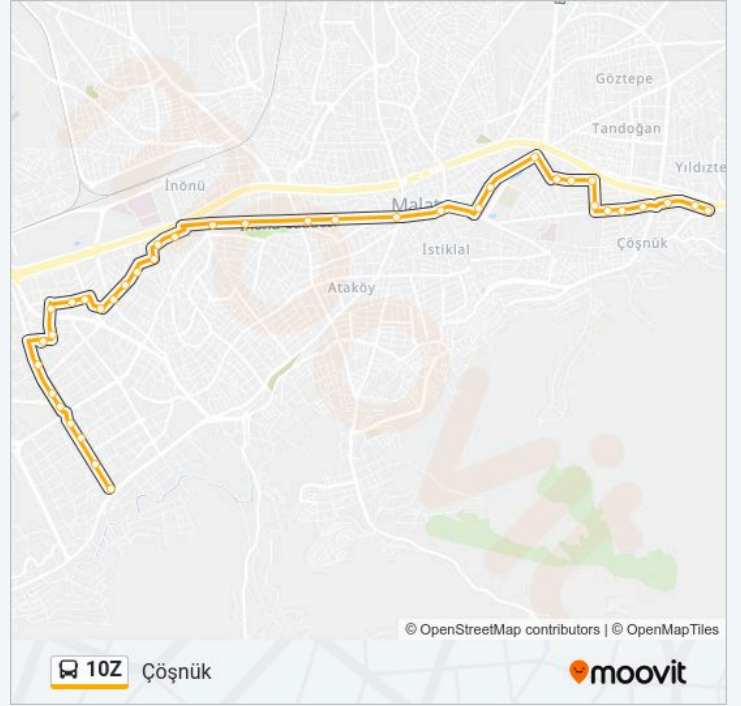 Göztepe
Tandoğan
Yıldızte
İnönü
Malat
İstiklal
Çöşnük
Ataköy
© OpenStreetMap contributors | © OpenMapTiles
10Z Çöşnük
moovit